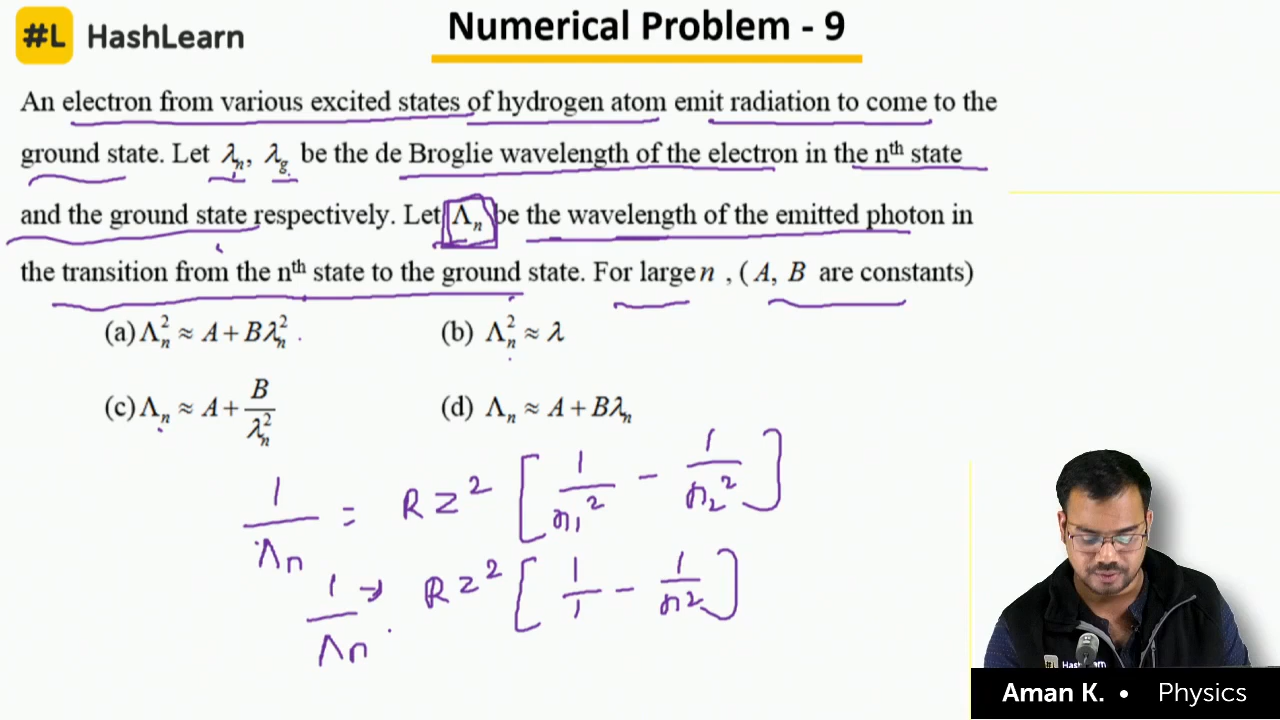 #L HashLearn
Numerical Problem - 9
An electron from various excited states of hydrogen atom emit radiation to come to the
ground state. Let λₙ, λg be the de Broglie wavelength of the electron in the nᵗʰ state
and the ground state respectively. Let Λₙ be the wavelength of the emitted photon in
the transition from the nᵗʰ state to the ground state. For large n , ( A, B are constants)
(a) Λₙ² ≈ A + Bλₙ² (b) Λₙ² ≈ λ
(c) Λₙ ≈ A + B/λₙ² (d) Λₙ ≈ A + Bλₙ
1/Λn = RZ² [ 1/n₁² − 1/n₂² ]
1/Λn → RZ² [ 1/1 − 1/n² ]
#L HashLearn
Aman K. • Physics